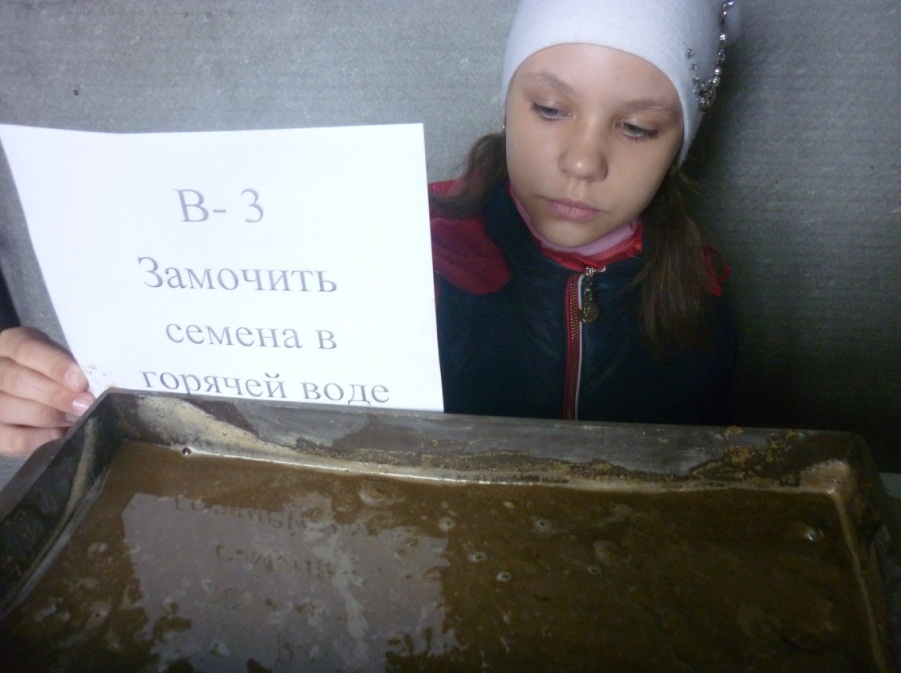 В- 3
Замочить
семена в
горячей воде